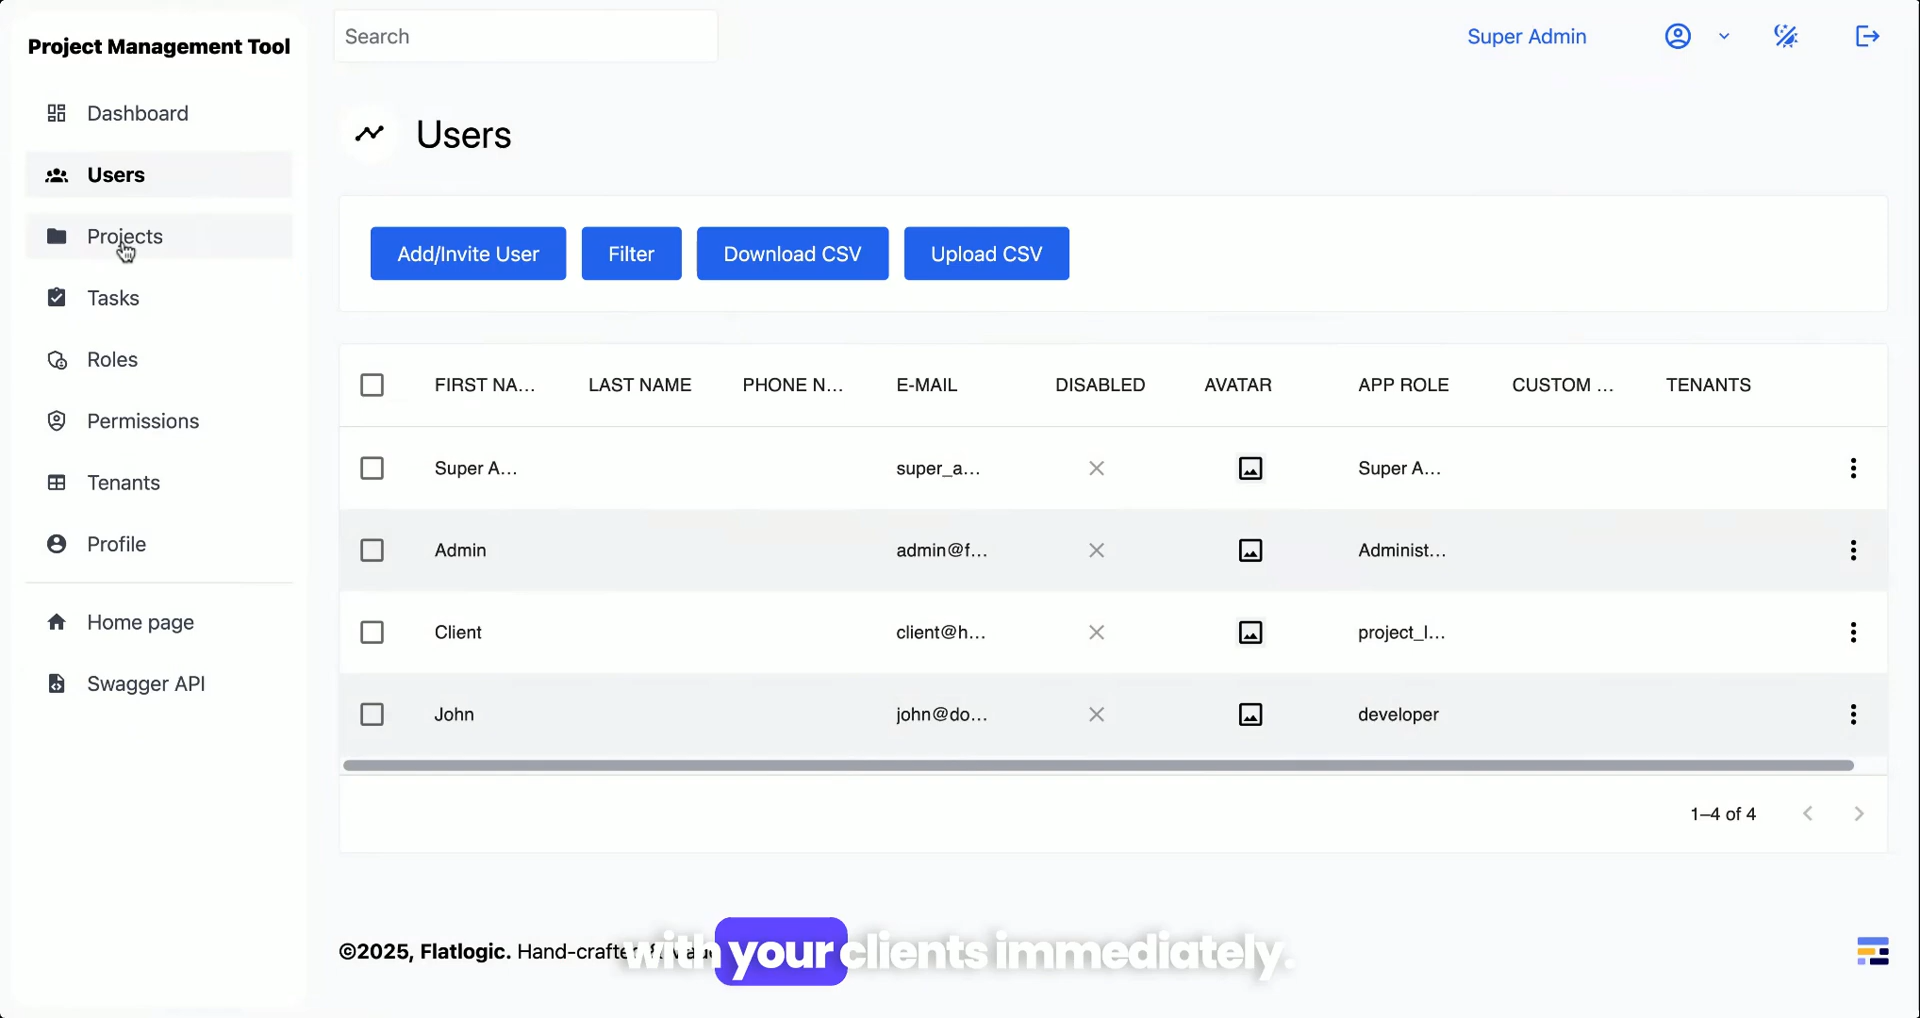 Project Management Tool
Search
Super Admin
Dashboard
Users
Projects
Tasks
Roles
Permissions
Tenants
Profile
Home page
Swagger API
Users
Add/Invite User
Filter
Download CSV
Upload CSV
FIRST NA... LAST NAME PHONE N... E-MAIL DISABLED AVATAR APP ROLE CUSTOM ... TENANTS
Super A... super_a... Super A...
Admin admin@f... Administ...
Client client@h... project_l...
John john@do... developer
1–4 of 4
©2025, Flatlogic. Hand-crafte
with your clients immediately.